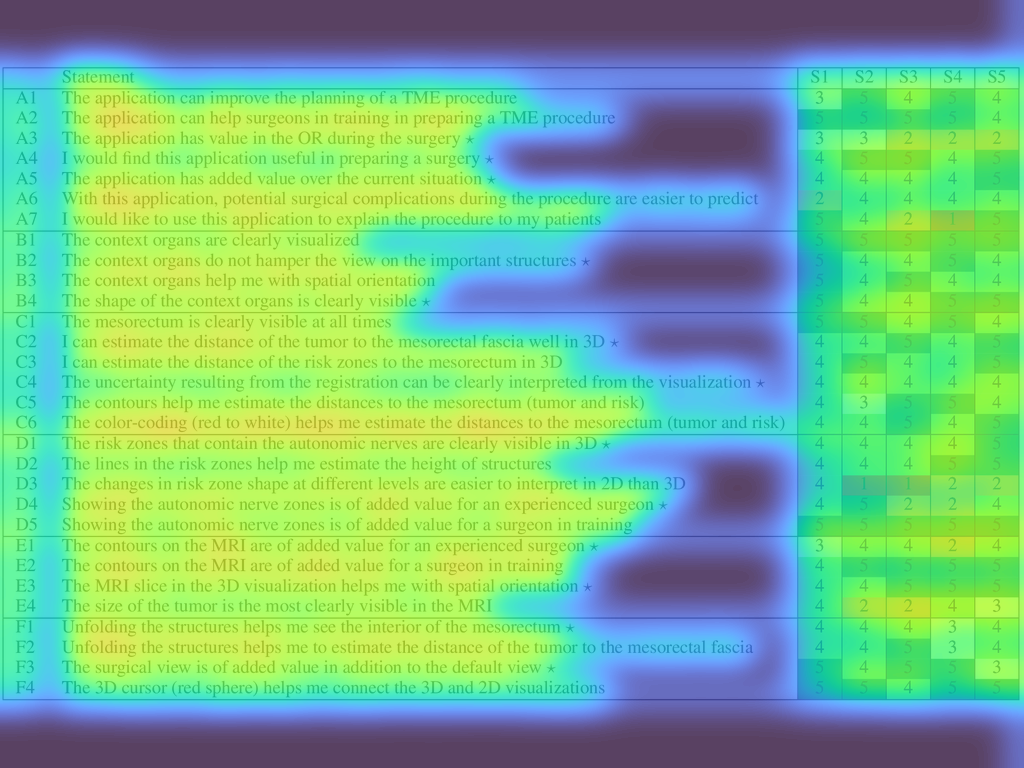 Statement S1 S2 S3 S4 S5
A1 The application can improve the planning of a TME procedure 3 5 4 5 4
A2 The application can help surgeons in training in preparing a TME procedure 5 5 5 5 4
A3 The application has value in the OR during the surgery ⋆ 3 3 2 2 2
A4 I would find this application useful in preparing a surgery ⋆ 4 5 5 4 5
A5 The application has added value over the current situation ⋆ 4 4 4 4 5
A6 With this application, potential surgical complications during the procedure are easier to predict 2 4 4 4 4
A7 I would like to use this application to explain the procedure to my patients 5 4 2 1 5
B1 The context organs are clearly visualized 5 5 5 5 5
B2 The context organs do not hamper the view on the important structures ⋆ 5 4 4 5 4
B3 The context organs help me with spatial orientation 5 4 5 4 5
B4 The shape of the context organs is clearly visible ⋆ 5 4 4 5 5
C1 The mesorectum is clearly visible at all times 5 5 4 5 4
C2 I can estimate the distance of the tumor to the mesorectal fascia well in 3D ⋆ 4 4 5 4 5
C3 I can estimate the distance of the risk zones to the mesorectum in 3D 4 5 4 5 4
C4 The uncertainty resulting from the registration can be clearly interpreted from the visualization ⋆ 4 4 4 4 4
C5 The contours help me estimate the distances to the mesorectum (tumor and risk) 4 3 5 5 4
C6 The color-coding (red to white) helps me estimate the distances to the mesorectum (tumor and risk) 4 4 5 4 4
D1 The risk zones that contain the autonomic nerves are clearly visible in 3D ⋆ 4 4 4 4 5
D2 The lines in the risk zones help me estimate the height of structures 4 4 4 5 5
D3 The changes in risk zone shape at different levels are easier to interpret in 2D than 3D 4 1 1 2 2
D4 Showing the autonomic nerve zones is of added value for an experienced surgeon ⋆ 4 5 2 2 4
D5 Showing the autonomic nerve zones is of added value for a surgeon in training 5 5 5 5 5
E1 The contours on the MRI are of added value for an experienced surgeon ⋆ 3 4 4 2 4
E2 The contours on the MRI are of added value for a surgeon in training 4 5 5 5 5
E3 The MRI slice in the 3D visualization helps me with spatial orientation ⋆ 4 4 5 5 5
E4 The size of the tumor is the most clearly visible in the MRI 4 2 2 4 3
F1 Unfolding the structures helps me see the interior of the mesorectum ⋆ 4 4 4 3 4
F2 Unfolding the structures helps me to estimate the distance of the tumor to the mesorectal fascia 4 4 5 3 4
F3 The surgical view is of added value in addition to the default view ⋆ 5 4 5 5 3
F4 The 3D cursor (red sphere) helps me connect the 3D and 2D visualizations 5 5 4 5 5